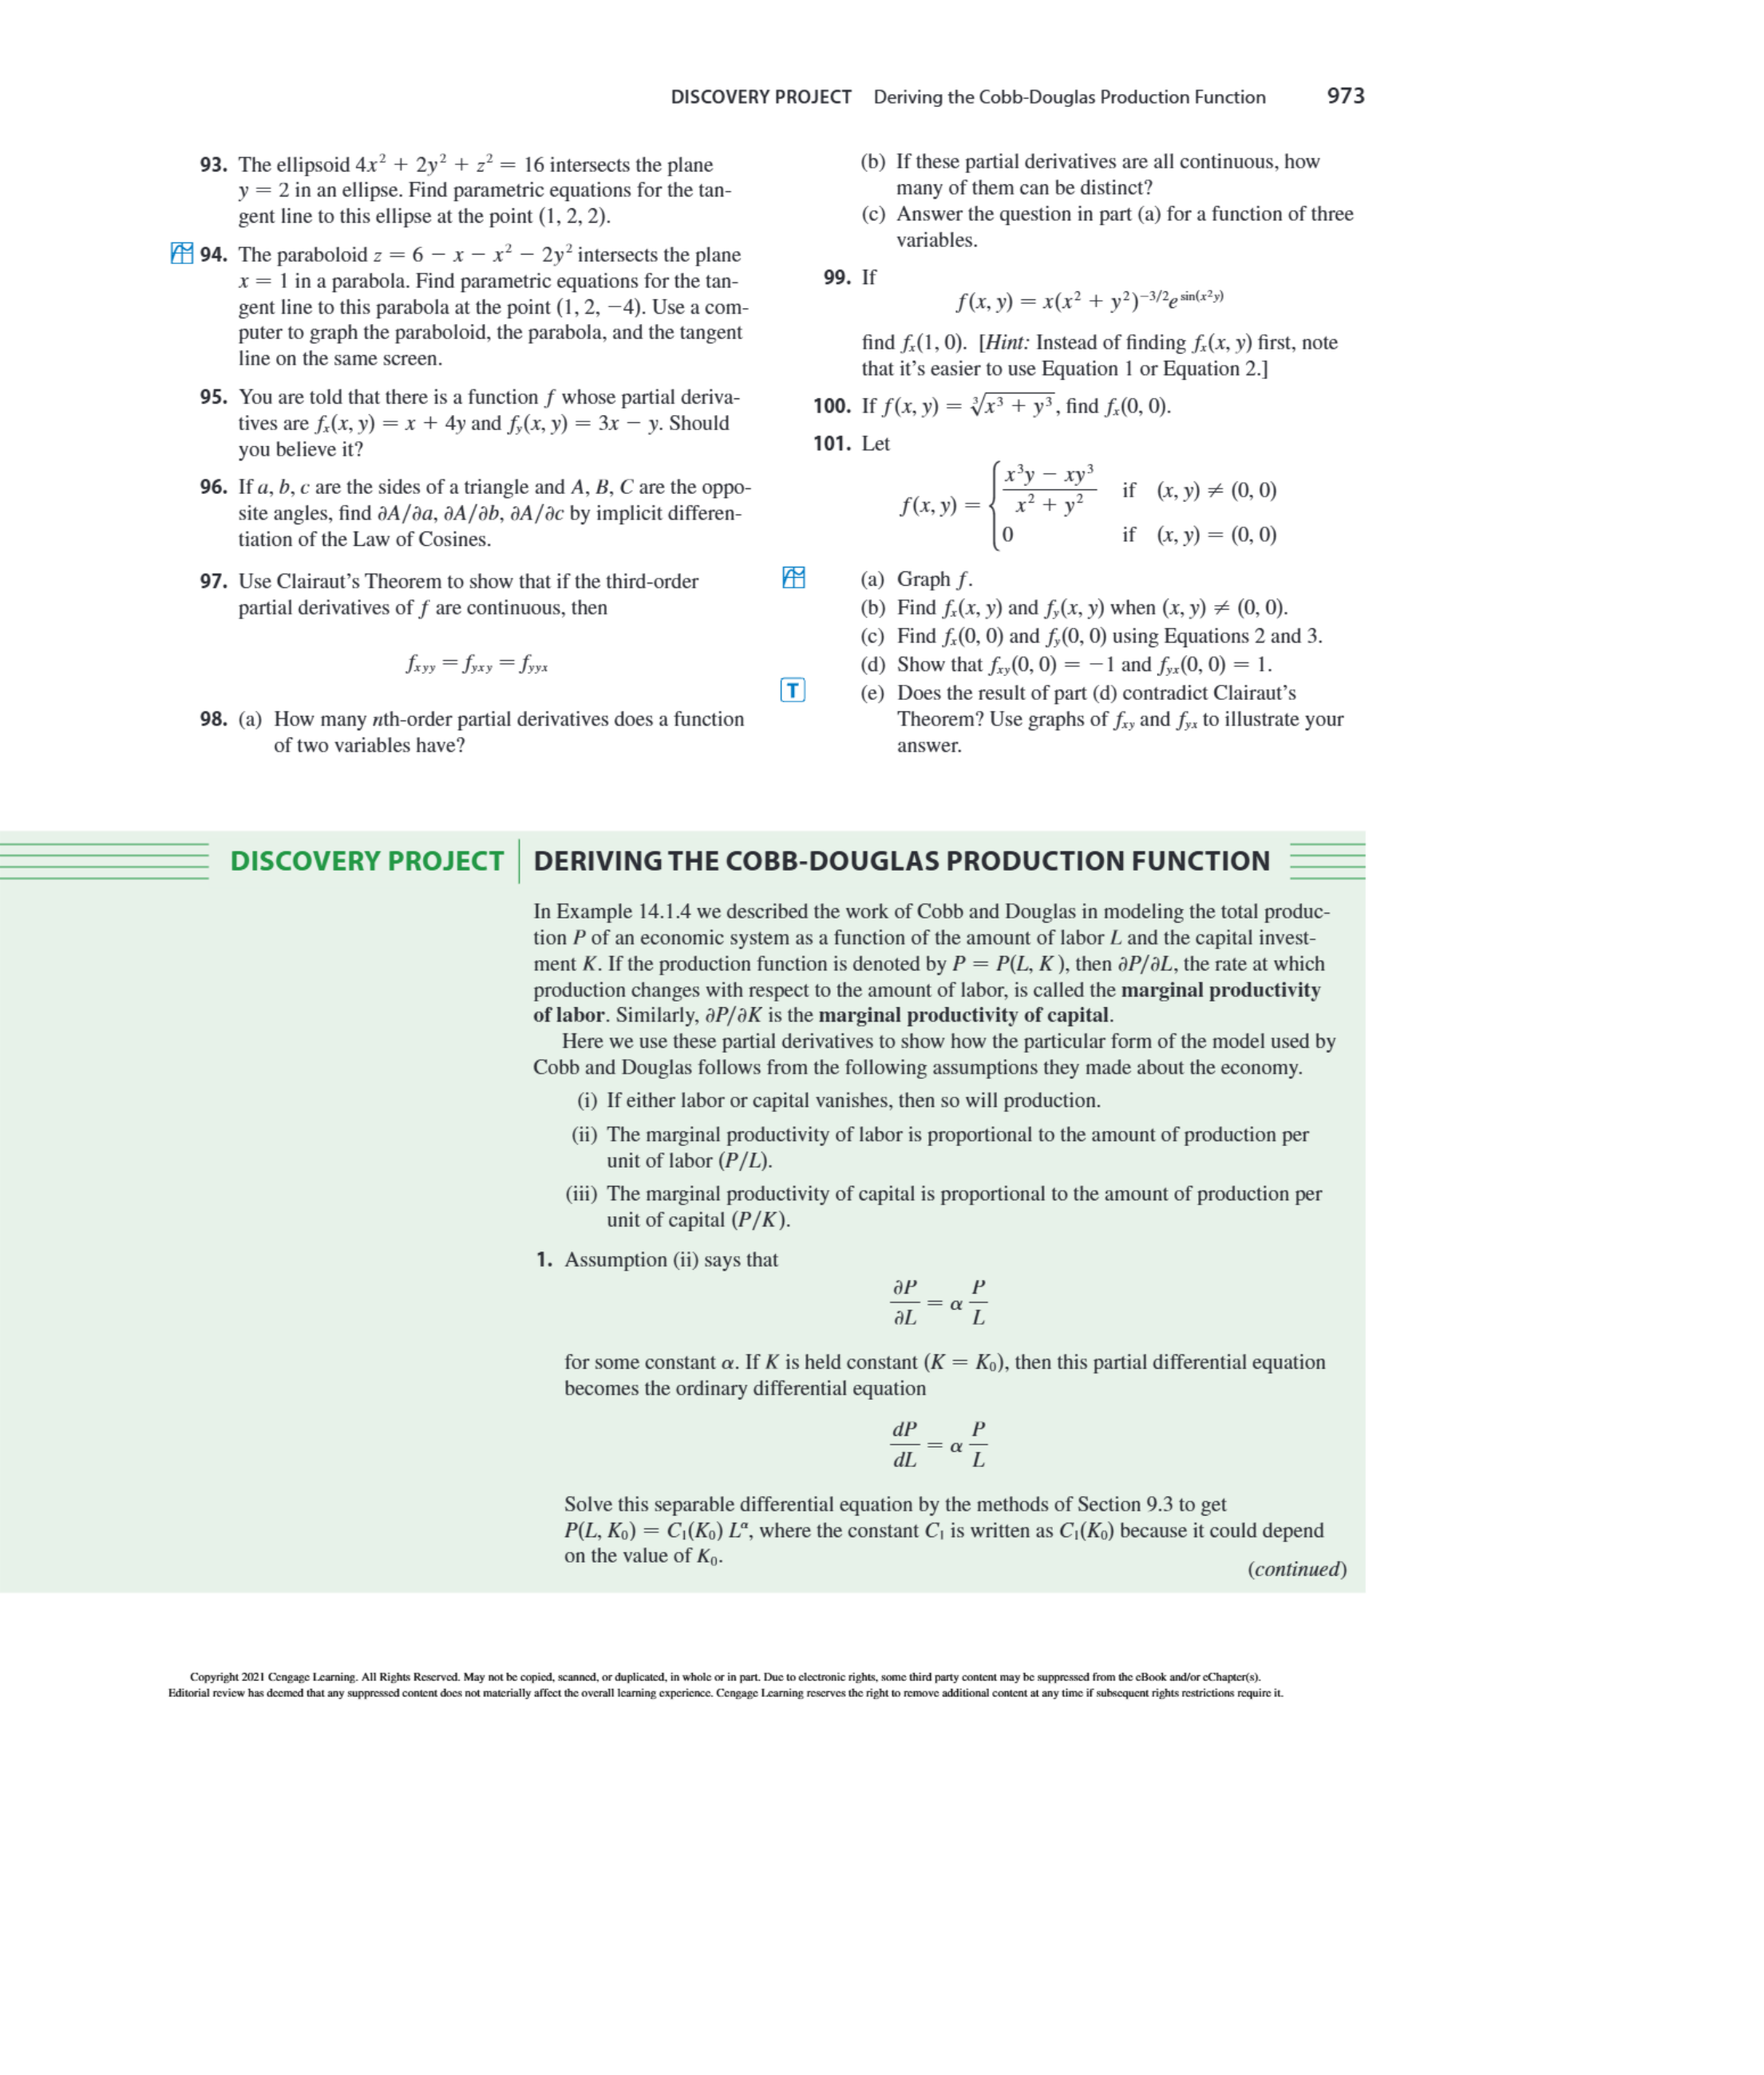 DISCOVERY PROJECT Deriving the Cobb-Douglas Production Function 973
93. The ellipsoid 4x² + 2y² + z² = 16 intersects the plane
y = 2 in an ellipse. Find parametric equations for the tan-
gent line to this ellipse at the point (1, 2, 2).
94. The paraboloid z = 6 − x − x² − 2y² intersects the plane
x = 1 in a parabola. Find parametric equations for the tan-
gent line to this parabola at the point (1, 2, −4). Use a com-
puter to graph the paraboloid, the parabola, and the tangent
line on the same screen.
95. You are told that there is a function f whose partial deriva-
tives are fₓ(x, y) = x + 4y and f_y(x, y) = 3x − y. Should
you believe it?
96. If a, b, c are the sides of a triangle and A, B, C are the oppo-
site angles, find ∂A/∂a, ∂A/∂b, ∂A/∂c by implicit differen-
tiation of the Law of Cosines.
97. Use Clairaut’s Theorem to show that if the third-order
partial derivatives of f are continuous, then
f_xyy = f_yxy = f_yyx
98. (a) How many nth-order partial derivatives does a function
of two variables have?
(b) If these partial derivatives are all continuous, how
many of them can be distinct?
(c) Answer the question in part (a) for a function of three
variables.
99. If
f(x, y) = x(x² + y²)^(−3/2) e^(sin(x²y))
find fₓ(1, 0). [Hint: Instead of finding fₓ(x, y) first, note
that it’s easier to use Equation 1 or Equation 2.]
100. If f(x, y) = ∛(x³ + y³), find fₓ(0, 0).
101. Let
f(x, y) = { (x³y − xy³)/(x² + y²) if (x, y) ≠ (0, 0)
0 if (x, y) = (0, 0)
(a) Graph f.
(b) Find fₓ(x, y) and f_y(x, y) when (x, y) ≠ (0, 0).
(c) Find fₓ(0, 0) and f_y(0, 0) using Equations 2 and 3.
(d) Show that f_xy(0, 0) = −1 and f_yx(0, 0) = 1.
T (e) Does the result of part (d) contradict Clairaut’s
Theorem? Use graphs of f_xy and f_yx to illustrate your
answer.
DISCOVERY PROJECT DERIVING THE COBB-DOUGLAS PRODUCTION FUNCTION
In Example 14.1.4 we described the work of Cobb and Douglas in modeling the total produc-
tion P of an economic system as a function of the amount of labor L and the capital invest-
ment K. If the production function is denoted by P = P(L, K), then ∂P/∂L, the rate at which
production changes with respect to the amount of labor, is called the marginal productivity
of labor. Similarly, ∂P/∂K is the marginal productivity of capital.
Here we use these partial derivatives to show how the particular form of the model used by
Cobb and Douglas follows from the following assumptions they made about the economy.
(i) If either labor or capital vanishes, then so will production.
(ii) The marginal productivity of labor is proportional to the amount of production per
unit of labor (P/L).
(iii) The marginal productivity of capital is proportional to the amount of production per
unit of capital (P/K).
1. Assumption (ii) says that
∂P/∂L = α P/L
for some constant α. If K is held constant (K = K₀), then this partial differential equation
becomes the ordinary differential equation
dP/dL = α P/L
Solve this separable differential equation by the methods of Section 9.3 to get
P(L, K₀) = C₁(K₀) L^α, where the constant C₁ is written as C₁(K₀) because it could depend
on the value of K₀.
(continued)
Copyright 2021 Cengage Learning. All Rights Reserved. May not be copied, scanned, or duplicated, in whole or in part. Due to electronic rights, some third party content may be suppressed from the eBook and/or eChapter(s).
Editorial review has deemed that any suppressed content does not materially affect the overall learning experience. Cengage Learning reserves the right to remove additional content at any time if subsequent rights restrictions require it.